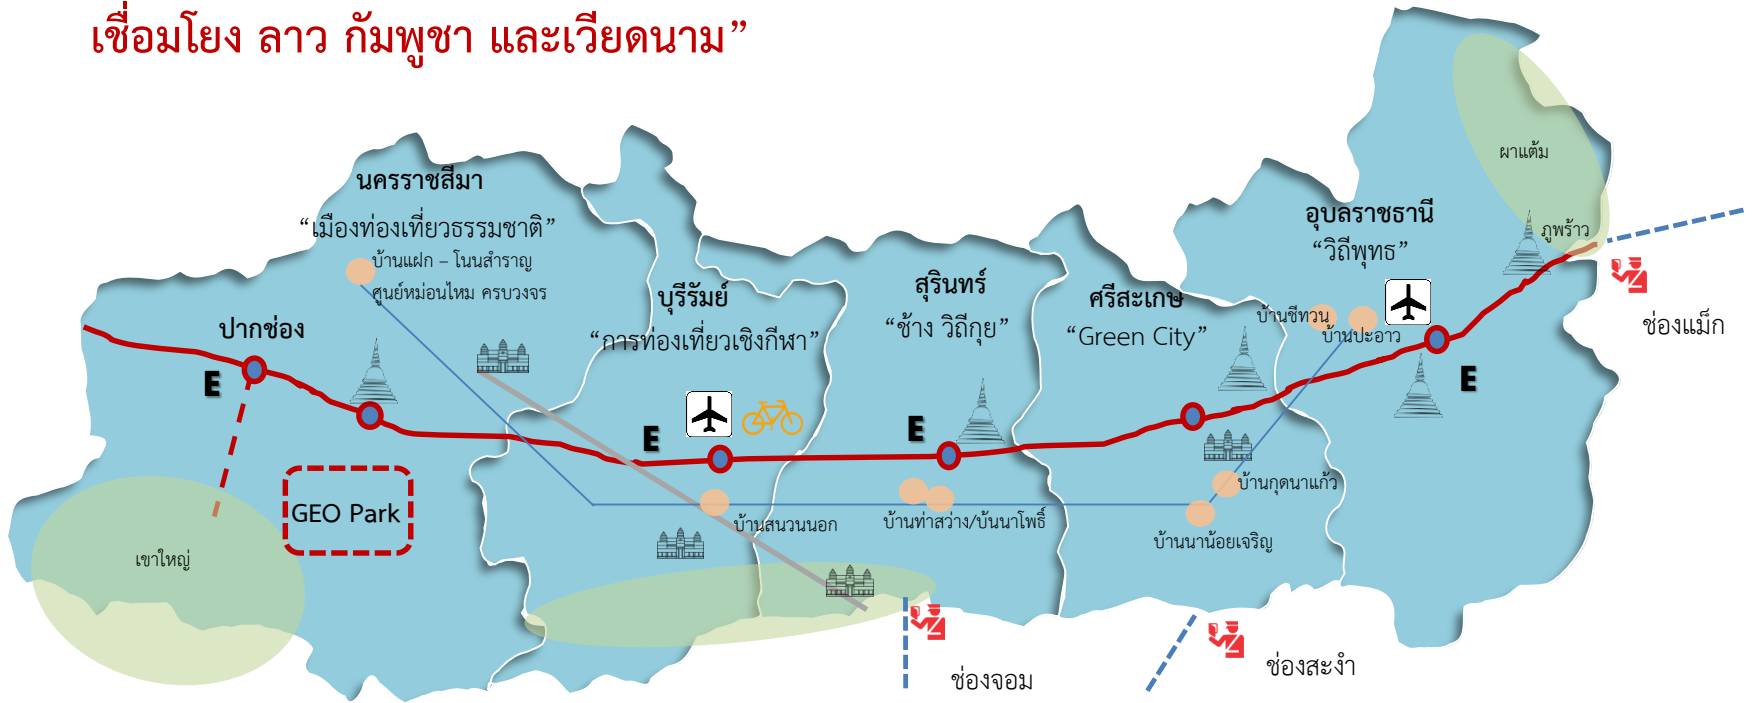 เชื่อมโยง ลาว กัมพูชา และเวียดนาม”
ผาแต้ม
นครราชสีมา
“เมืองท่องเที่ยวธรรมชาติ”
บ้านแฝก – โนนสำราญ
ศูนย์หม่อนไหม ครบวงจร
อุบลราชธานี
“วิถีพุทธ”
ภูพร้าว
บุรีรัมย์
“การท่องเที่ยวเชิงกีฬา”
สุรินทร์
“ช้าง วิถีกุย”
ศรีสะเกษ
“Green City”
บ้านชีทวน
บ้านปะอาว
ช่องแม็ก
ปากช่อง
E
E
E
E
GEO Park
บ้านสนวนนอก
บ้านท่าสว่าง/บ้นนาโพธิ์
บ้านกุดนาแก้ว
บ้านนาน้อยเจริญ
เขาใหญ่
ช่องจอม
ช่องสะงำ